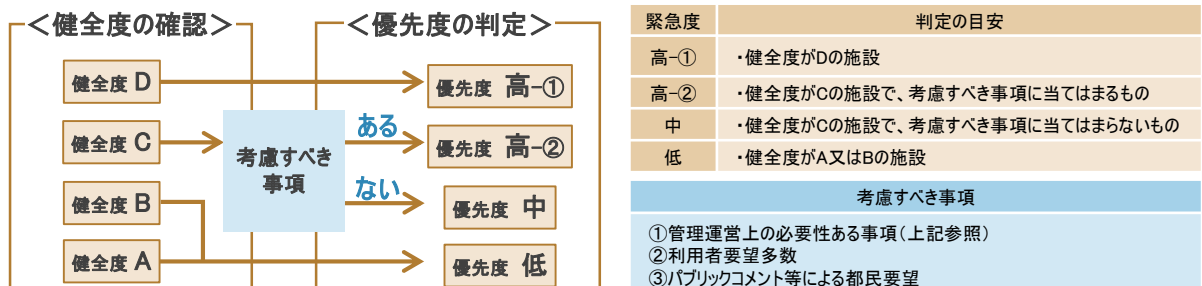 ＜健全度の確認＞
＜優先度の判定＞
健全度 D
優先度 高-①
健全度 C
考慮すべき
事項
ある
優先度 高-②
健全度 B
ない
優先度 中
健全度 A
優先度 低
緊急度 判定の目安
高-① ・健全度がDの施設
高-② ・健全度がCの施設で、考慮すべき事項に当てはまるもの
中 ・健全度がCの施設で、考慮すべき事項に当てはまらないもの
低 ・健全度がA又はBの施設
考慮すべき事項
①管理運営上の必要性ある事項（上記参照）
②利用者要望多数
③パブリックコメント等による都民要望